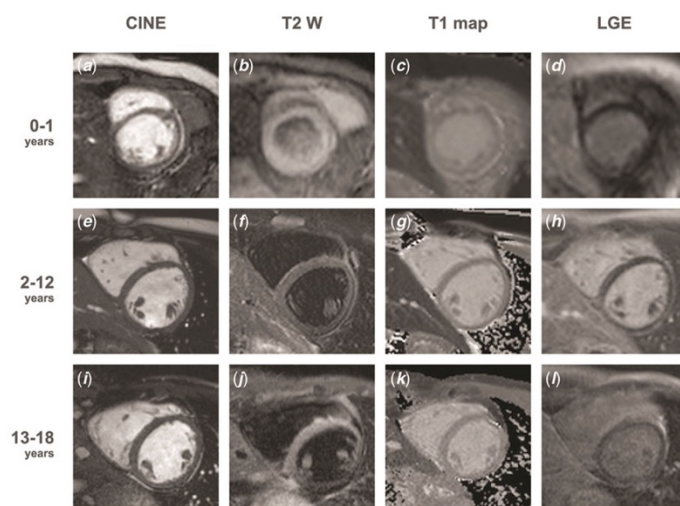 CINE T2 W T1 map LGE
(a) (b) (c) (d)
0-1
years
(e) (f) (g) (h)
2-12
years
(i) (j) (k) (l)
13-18
years